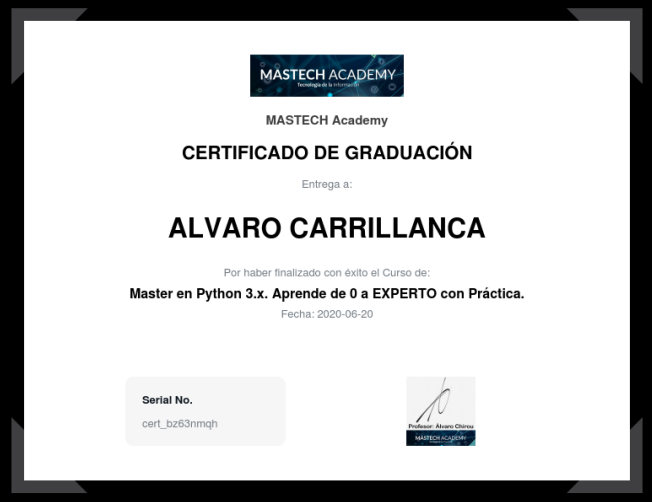 MASTECH ACADEMY
Tecnología de la información
MASTECH Academy
CERTIFICADO DE GRADUACIÓN
Entrega a:
ALVARO CARRILLANCA
Por haber finalizado con éxito el Curso de:
Master en Python 3.x. Aprende de 0 a EXPERTO con Práctica.
Fecha: 2020-06-20
Serial No.
cert_bz63nmqh
Profesor: Álvaro Chirou
MASTECH ACADEMY